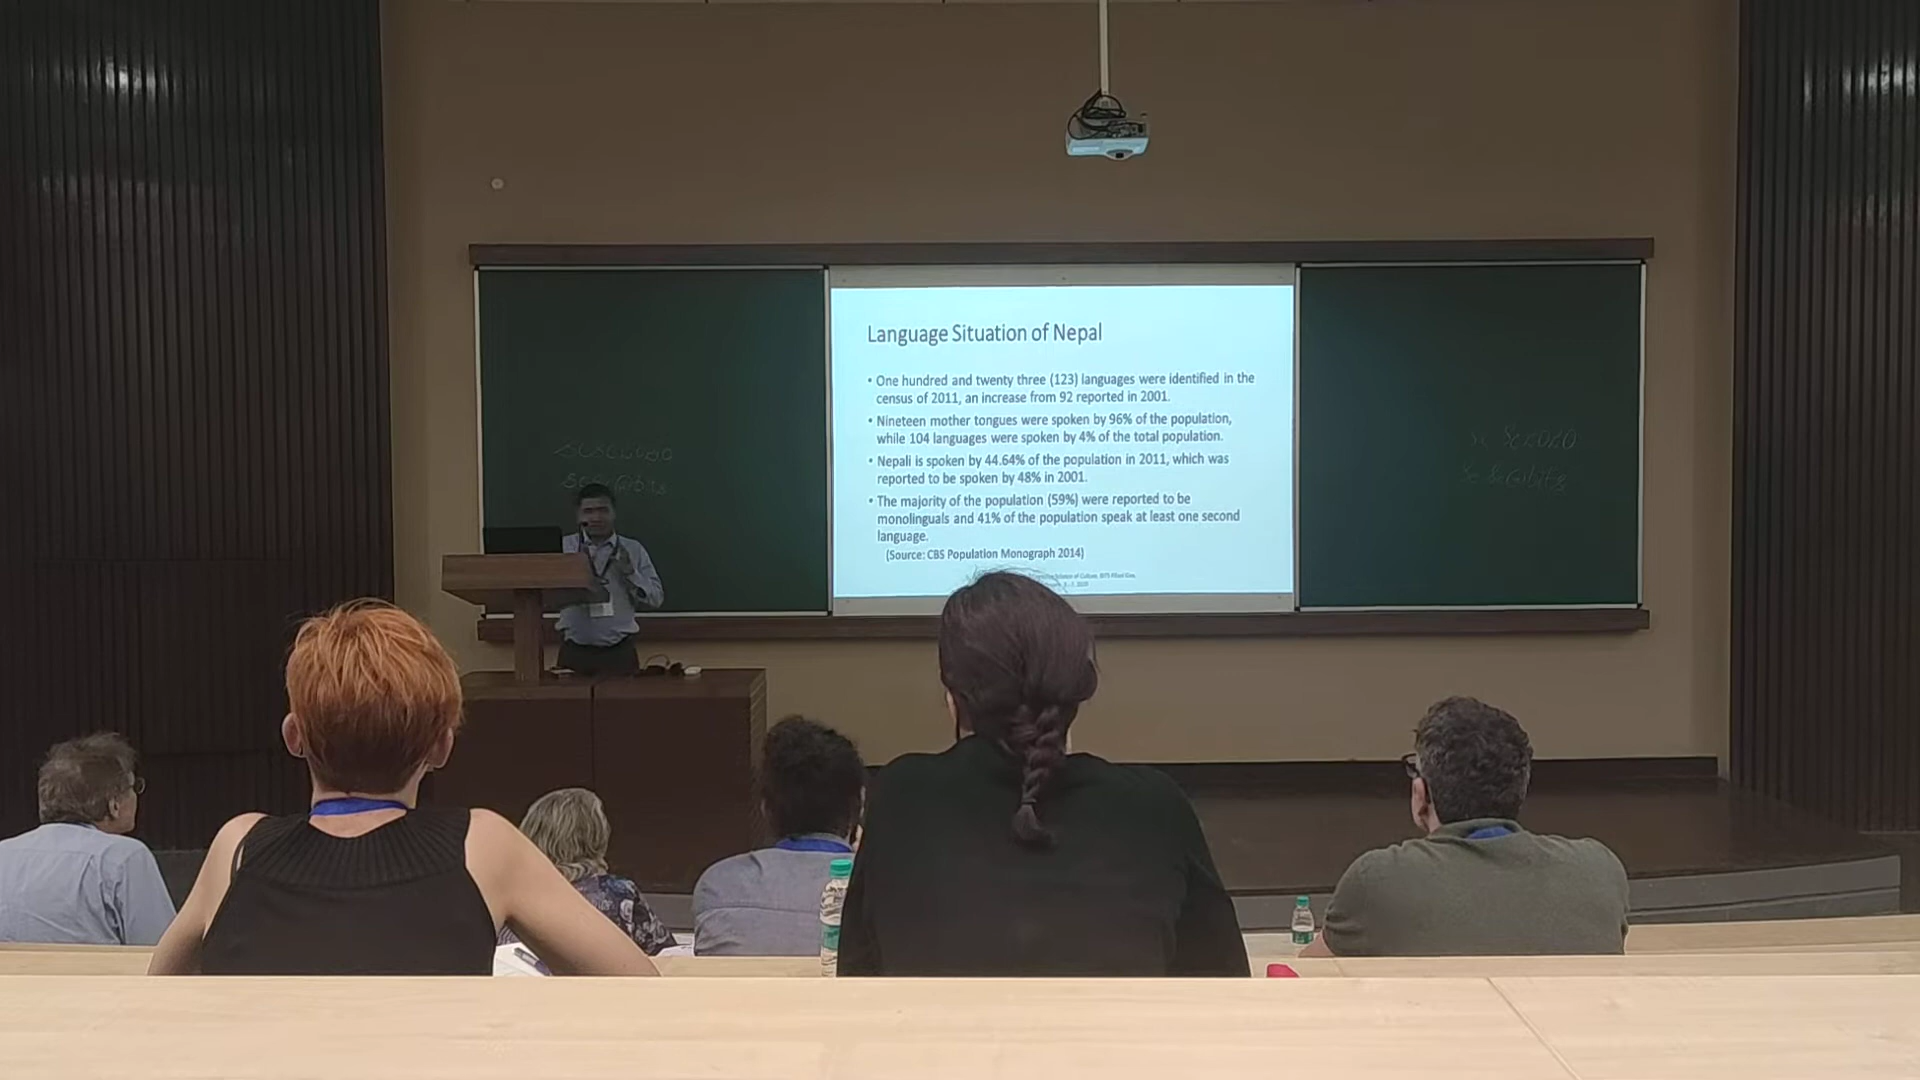 Language Situation of Nepal
• One hundred and twenty three (123) languages were identified in the
census of 2011, an increase from 92 reported in 2001.
• Nineteen mother tongues were spoken by 96% of the population,
while 104 languages were spoken by 4% of the total population.
• Nepali is spoken by 44.64% of the population in 2011, which was
reported to be spoken by 48% in 2001.
• The majority of the population (59%) were reported to be
monolinguals and 41% of the population speak at least one second
language.
(Source: CBS Population Monograph 2014)